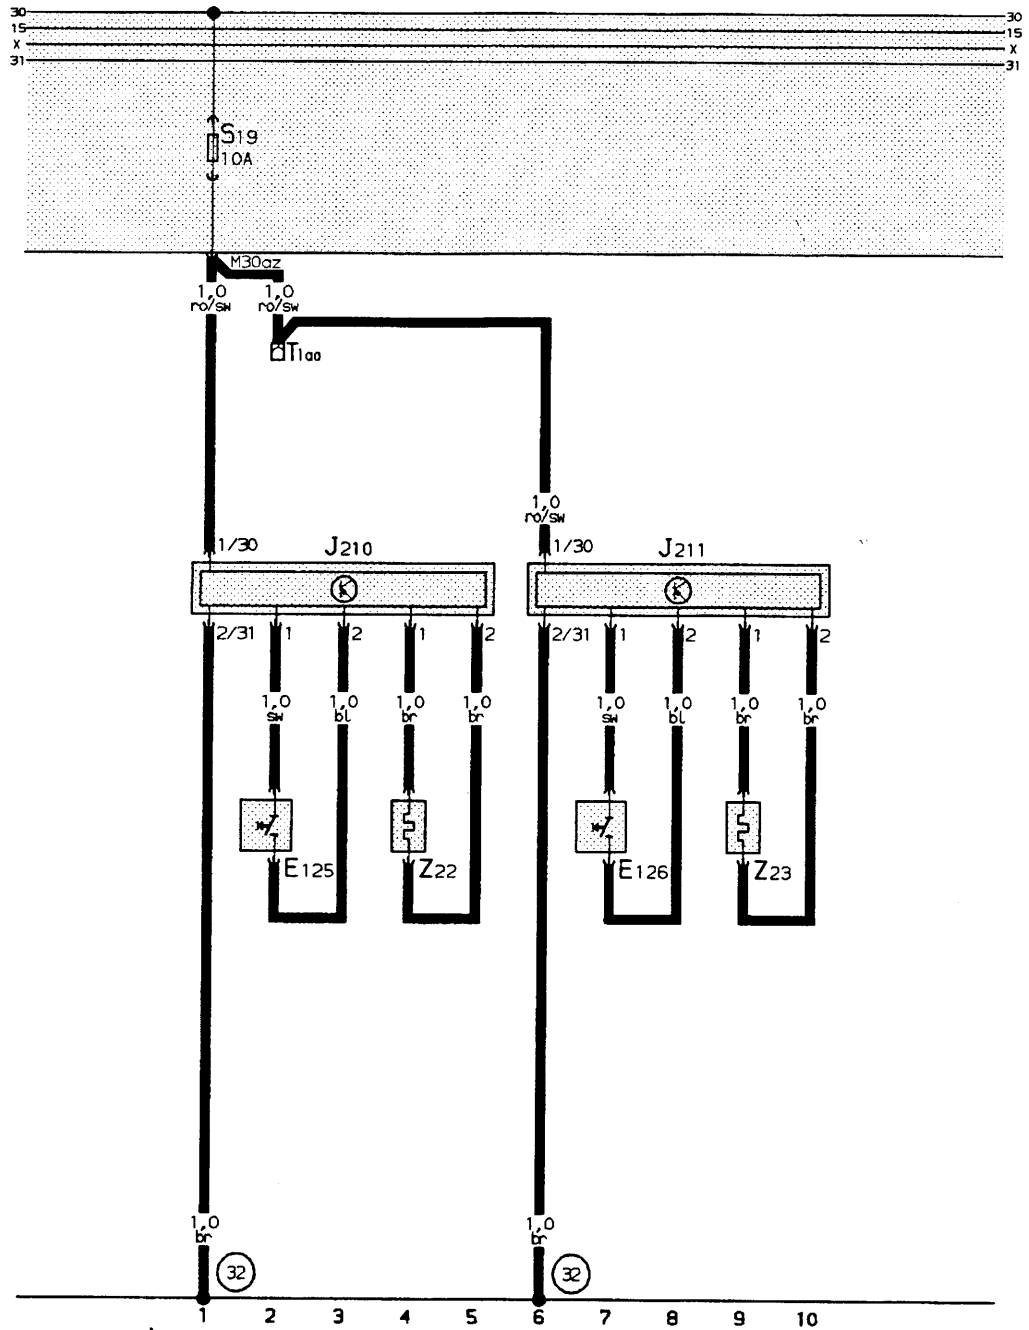 30 30
15 15
X X
31 31
S19
10A
M30az
1,0 1,0
ro/sw ro/sw
T1aa
1,0
ro/sw
1/30 J210 1/30 J211
2/31 1 2 1 2 2/31 1 2 1 2
1,0 1,0 1,0 1,0 1,0 1,0 1,0 1,0
sw bl br br sw bl br br
E125 Z22 E126 Z23
1,0 1,0
br br
32 32
1 2 3 4 5 6 7 8 9 10